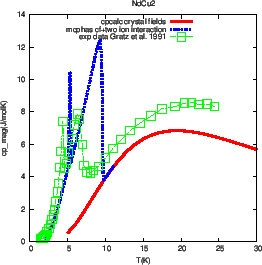 NdCu2
cpcalc crystal fields
mcphas cf+two ion interaction
exp data Gratz et al. 1991
cp_mag(J/molK)
14
12
10
8
6
4
2
0
0 5 10 15 20 25 30
T(K)